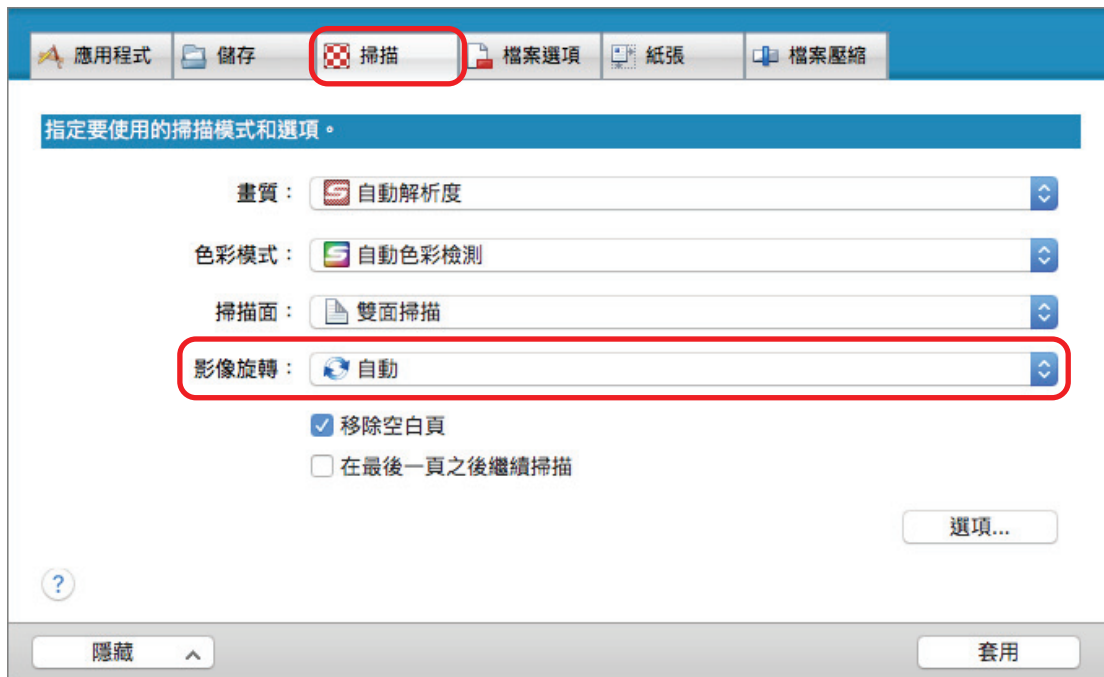 應用程式 儲存 掃描 檔案選項 紙張 檔案壓縮
指定要使用的掃描模式和選項。
畫質： 自動解析度
色彩模式： 自動色彩檢測
掃描面： 雙面掃描
影像旋轉： 自動
移除空白頁
在最後一頁之後繼續掃描
選項...
?
隱藏 套用